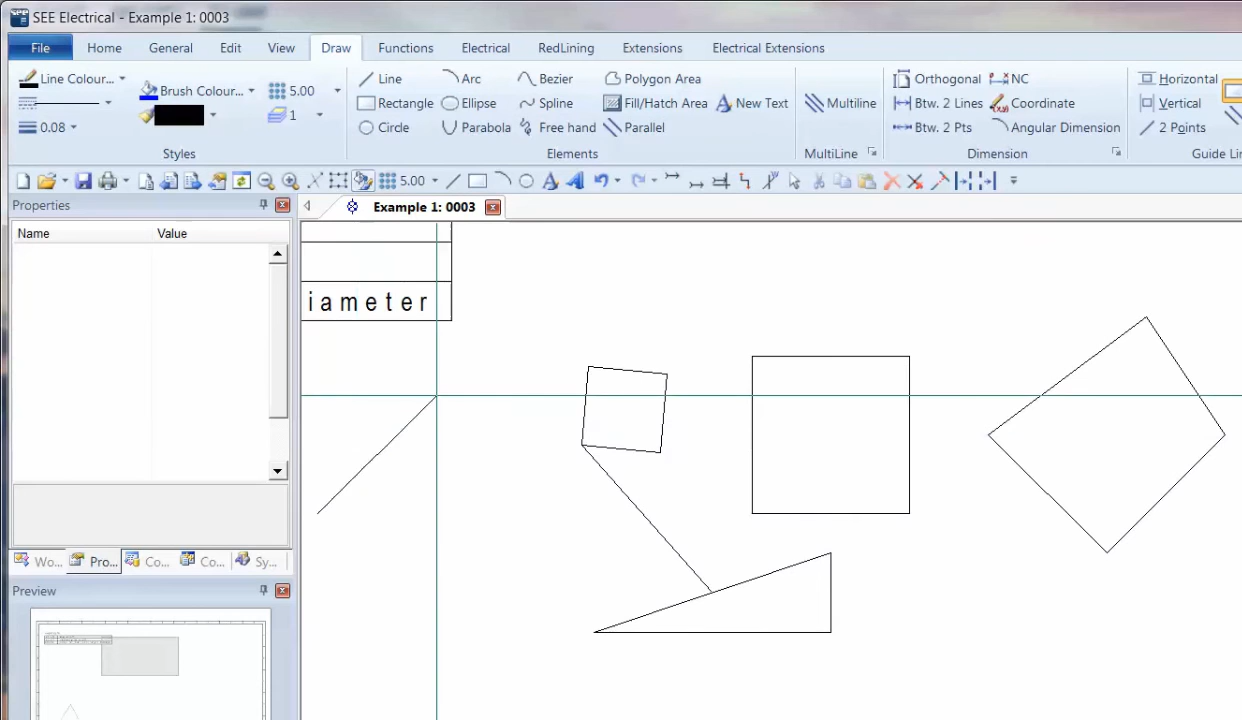 SEE Electrical - Example 1: 0003
File Home General Edit View Draw Functions Electrical RedLining Extensions Electrical Extensions
Line Colour... Brush Colour... 5.00 Line Arc Bezier Polygon Area Orthogonal NC Horizontal
Rectangle Ellipse Spline Fill/Hatch Area New Text Multiline Btw. 2 Lines Coordinate Vertical
0.08 1 Circle Parabola Free hand Parallel Btw. 2 Pts Angular Dimension 2 Points
Styles Elements MultiLine Dimension Guide Lin
5.00
Properties Example 1: 0003
Name Value
iameter
Wo... Pro... Co... Co... Sy...
Preview